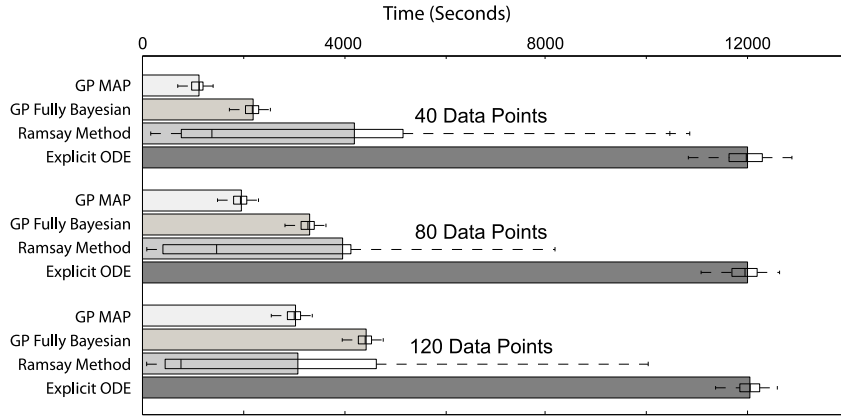 Time (Seconds)
0 4000 8000 12000
GP MAP
GP Fully Bayesian
40 Data Points
Ramsay Method
Explicit ODE
GP MAP
GP Fully Bayesian
80 Data Points
Ramsay Method
Explicit ODE
GP MAP
GP Fully Bayesian
120 Data Points
Ramsay Method
Explicit ODE